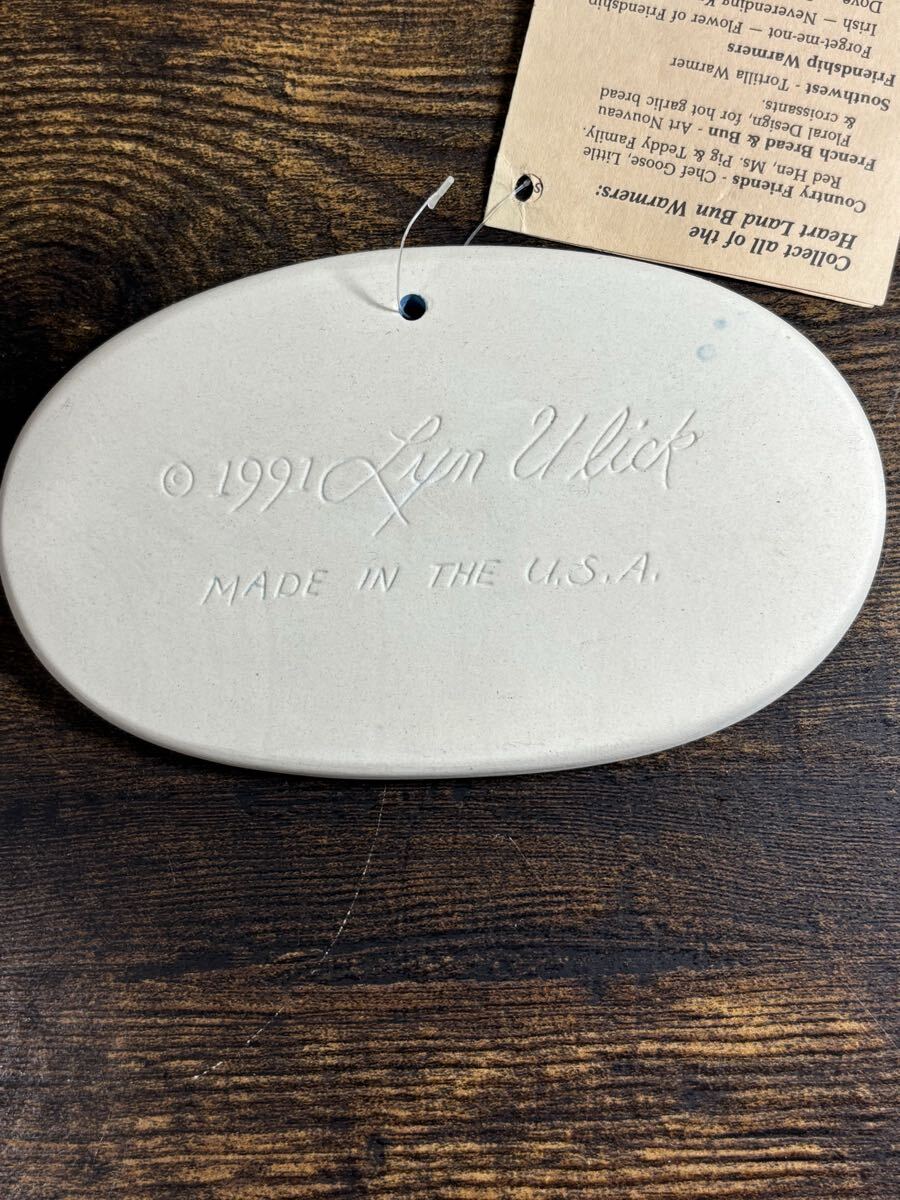 © 1991 Lyn Ulick
MADE IN THE U.S.A.
Collect all of the
Heart Land Bun Warmers:
Country Friends - Chef Goose, Little
Red Hen, Ms. Pig & Teddy Family.
French Bread & Bun - Art Nouveau
Floral Design, for hot garlic bread
& croissants.
Southwest - Tortilla Warmer
Friendship Warmers
Forget-me-not — Flower of Friendship
Irish — Neverending
Dove